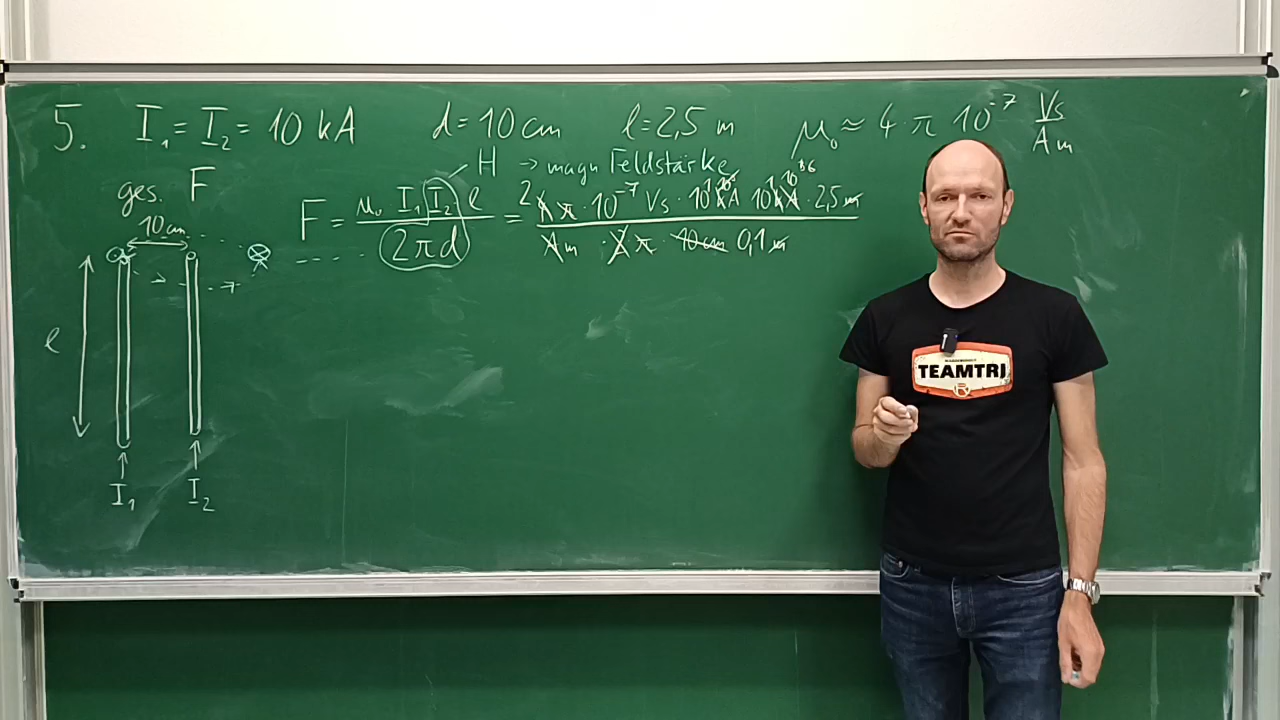 5. I₁ = I₂ = 10 kA d = 10 cm l = 2,5 m μ₀ ≈ 4 · π 10⁻⁷ Vs/Am
H → magn Feldstärke
ges. F
F = μ₀ I₁ I₂ l / 2πd = 2 4 π · 10⁻⁷ Vs · 10 kA 10 kA · 2,5 m / Am · 2 π · 10 cm 0,1 m
10 cm
l
I₁ I₂
TEAMTRI